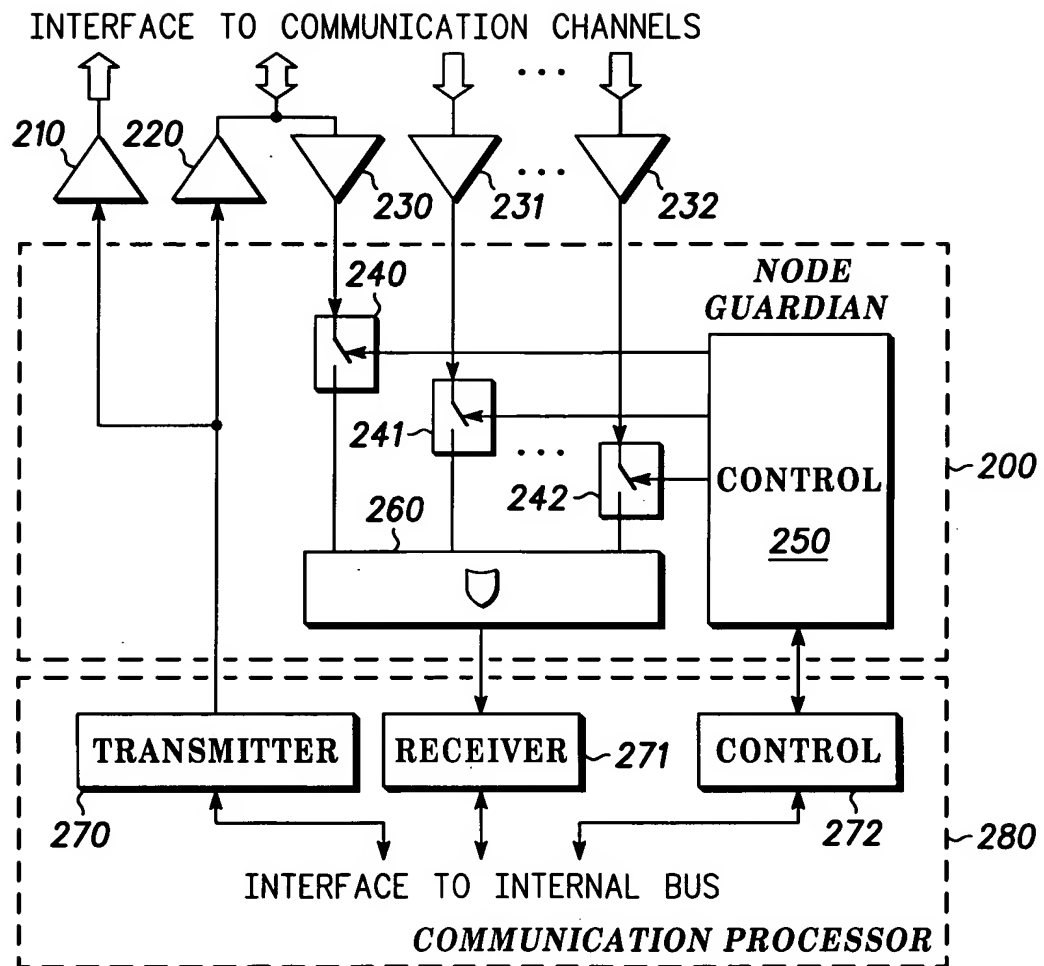 INTERFACE TO COMMUNICATION CHANNELS
210
220
230
231
232
240
NODE
GUARDIAN
241
242
CONTROL
250
200
260
TRANSMITTER
RECEIVER
271
CONTROL
270
272
280
INTERFACE TO INTERNAL BUS
COMMUNICATION PROCESSOR